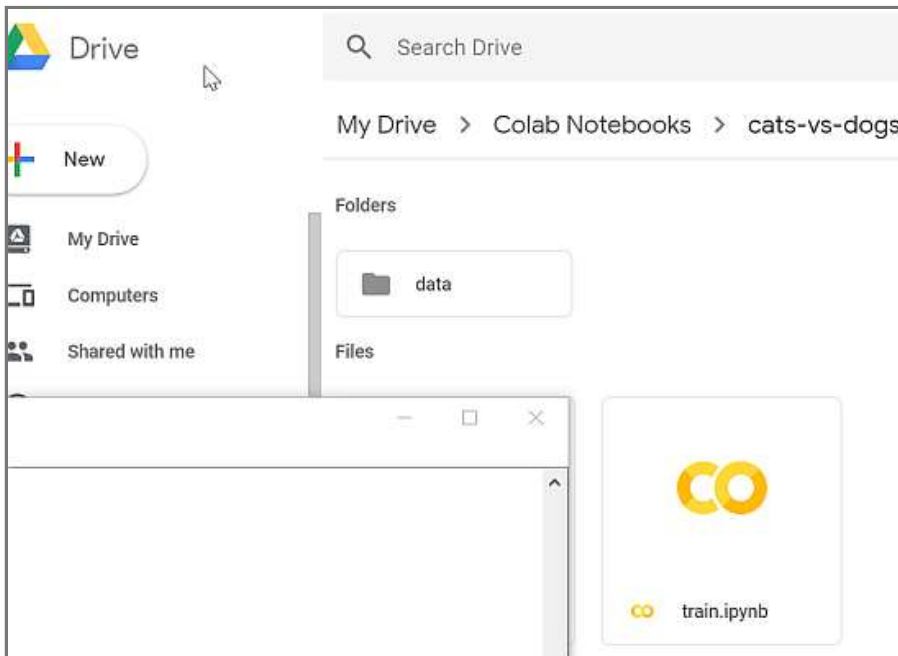 Drive
Search Drive
My Drive > Colab Notebooks > cats-vs-dogs
New
Folders
My Drive
data
Computers
Shared with me
Files
train.ipynb